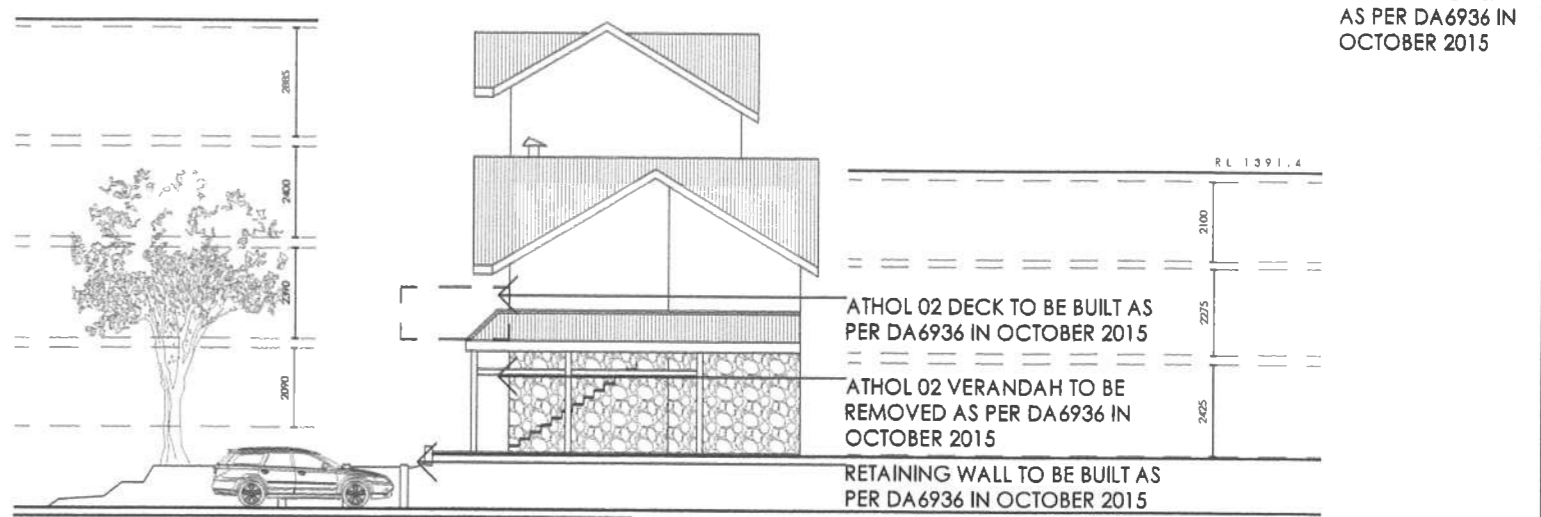 AS PER DA6936 IN
OCTOBER 2015
2885
2400
2390
2090
RL 1391.4
2100
2275
2425
ATHOL 02 DECK TO BE BUILT AS
PER DA6936 IN OCTOBER 2015
ATHOL 02 VERANDAH TO BE
REMOVED AS PER DA6936 IN
OCTOBER 2015
RETAINING WALL TO BE BUILT AS
PER DA6936 IN OCTOBER 2015